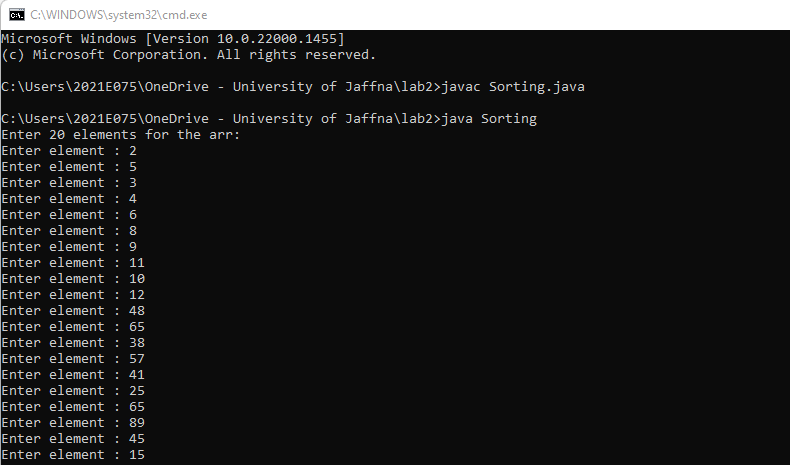 C:\WINDOWS\system32\cmd.exe
Microsoft Windows [Version 10.0.22000.1455]
(c) Microsoft Corporation. All rights reserved.
C:\Users\2021E075\OneDrive - University of Jaffna\lab2>javac Sorting.java
C:\Users\2021E075\OneDrive - University of Jaffna\lab2>java Sorting
Enter 20 elements for the arr:
Enter element : 2
Enter element : 5
Enter element : 3
Enter element : 4
Enter element : 6
Enter element : 8
Enter element : 9
Enter element : 11
Enter element : 10
Enter element : 12
Enter element : 48
Enter element : 65
Enter element : 38
Enter element : 57
Enter element : 41
Enter element : 25
Enter element : 65
Enter element : 89
Enter element : 45
Enter element : 15